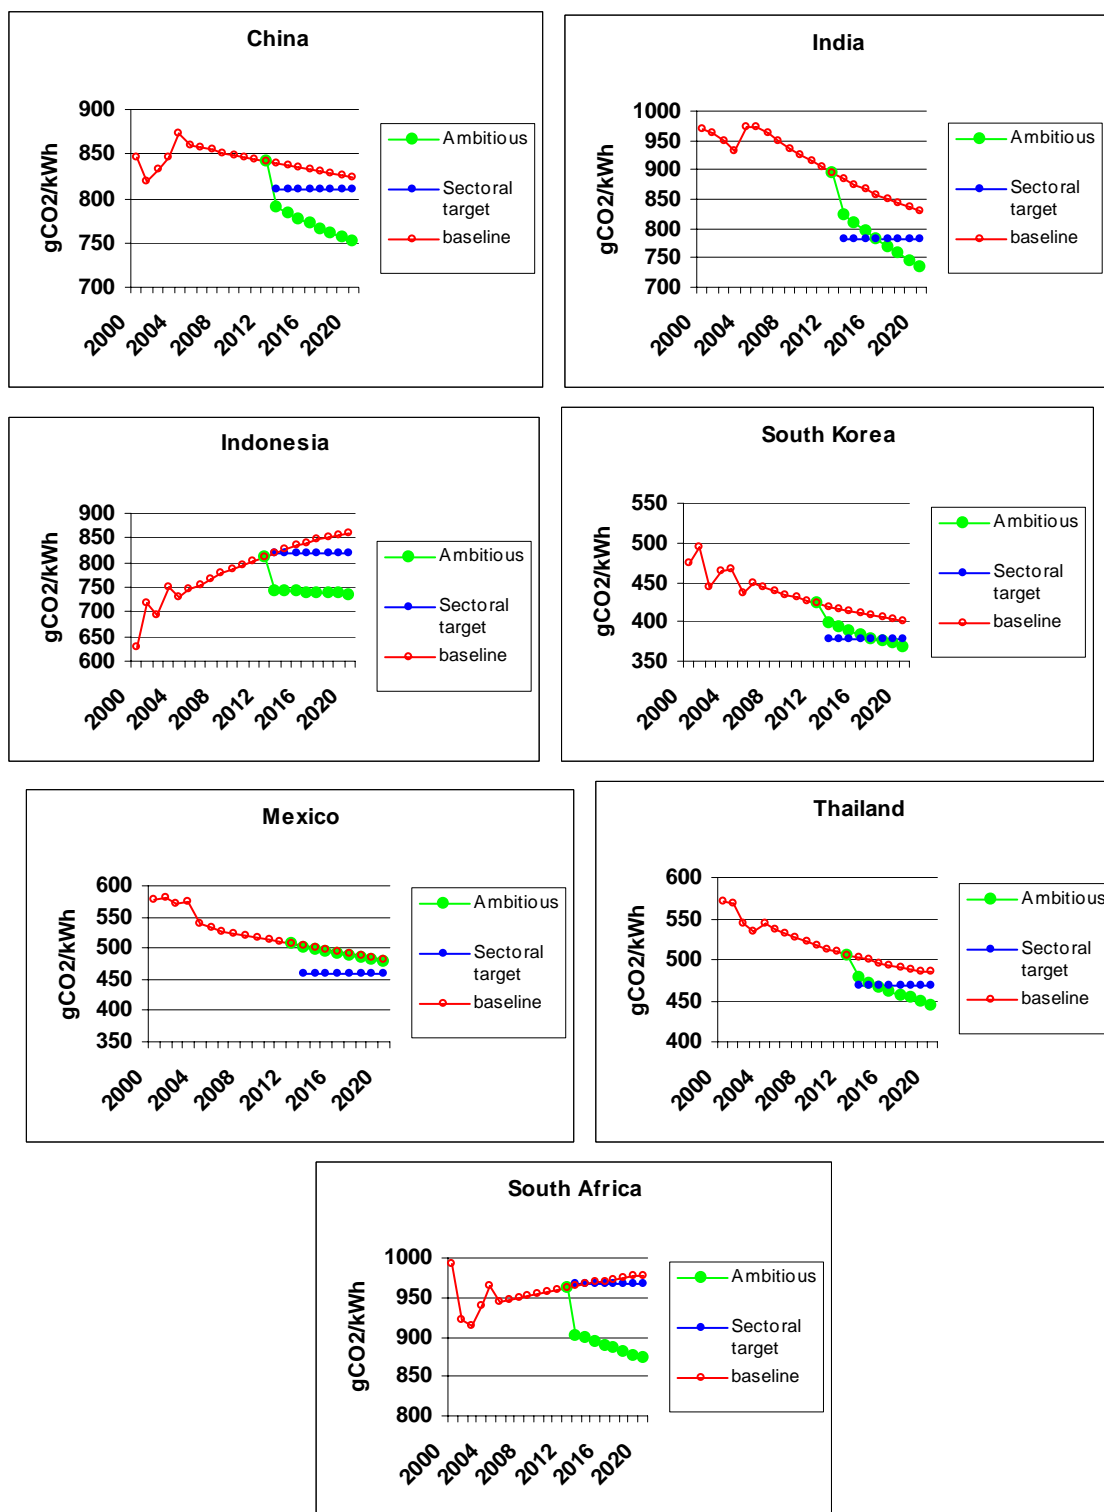 China
900
850
800
750
700
gCO2/kWh
2000
2004
2008
2012
2016
2020
Ambitious
Sectoral
target
baseline
India
1000
950
900
850
800
750
700
gCO2/kWh
2000
2004
2008
2012
2016
2020
Ambitious
Sectoral
target
baseline
Indonesia
900
850
800
750
700
650
600
gCO2/kWh
2000
2004
2008
2012
2016
2020
Ambitious
Sectoral
target
baseline
South Korea
550
500
450
400
350
gCO2/kWh
2000
2004
2008
2012
2016
2020
Ambitious
Sectoral
target
baseline
Mexico
600
550
500
450
400
350
gCO2/kWh
2000
2004
2008
2012
2016
2020
Ambitious
Sectoral
target
baseline
Thailand
600
550
500
450
400
gCO2/kWh
2000
2004
2008
2012
2016
2020
Ambitious
Sectoral
target
baseline
South Africa
1000
950
900
850
800
gCO2/kWh
2000
2004
2008
2012
2016
2020
Ambitious
Sectoral
target
baseline